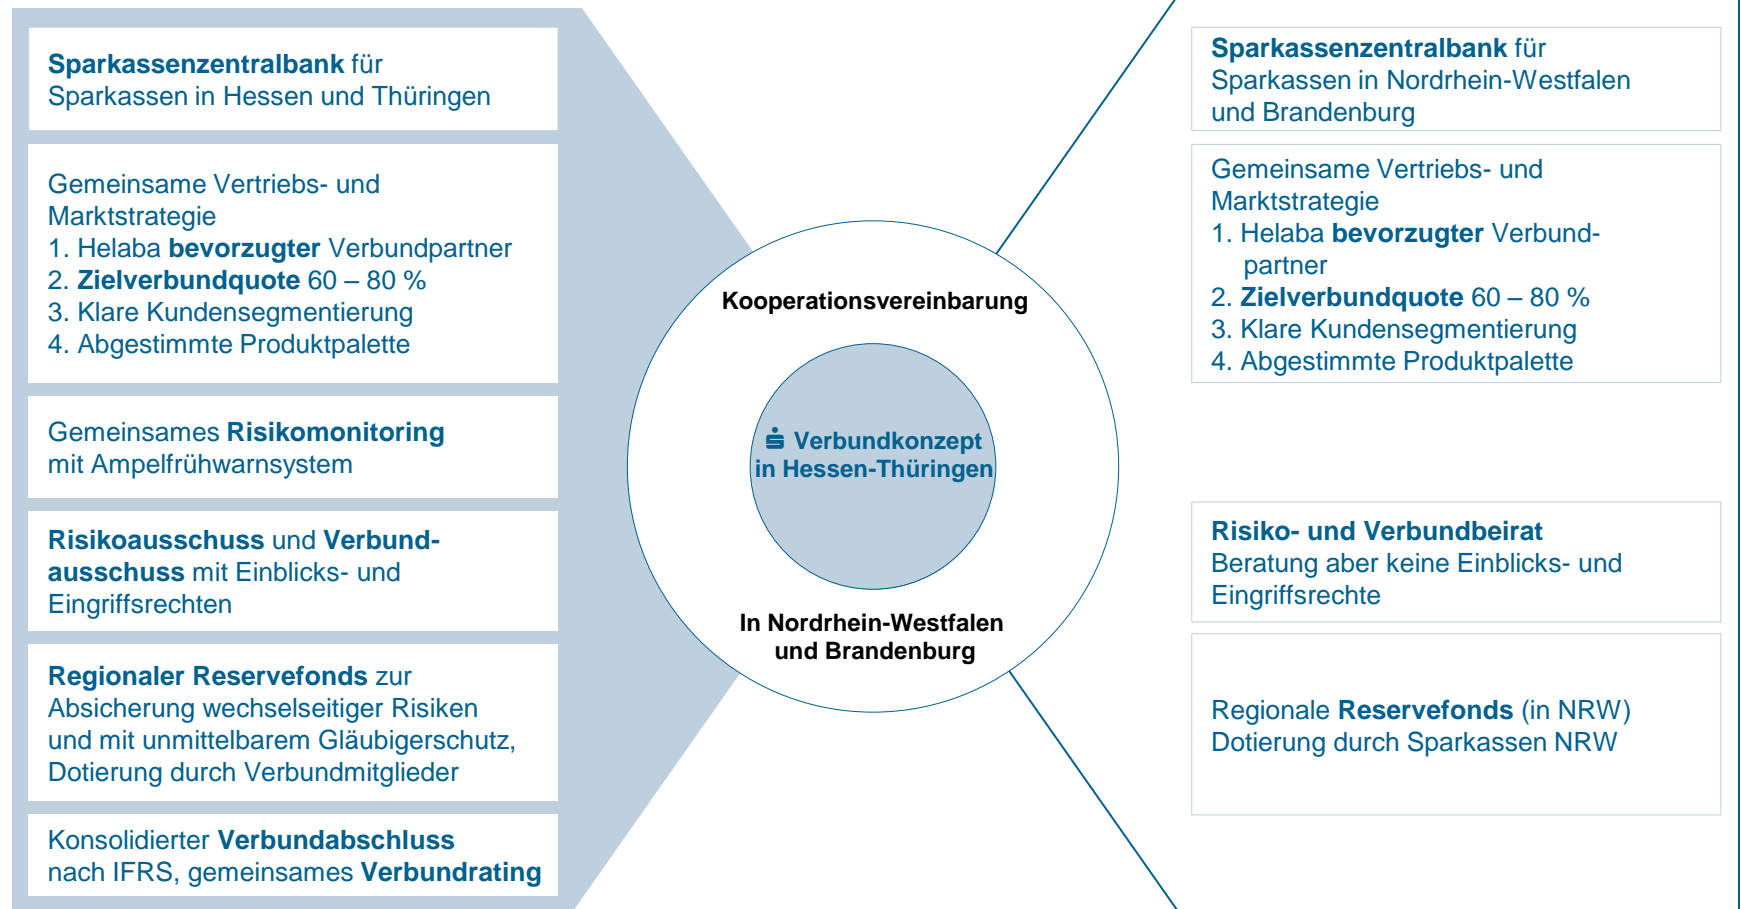 Sparkassenzentralbank für
Sparkassen in Hessen und Thüringen
Gemeinsame Vertriebs- und
Marktstrategie
1. Helaba bevorzugter Verbundpartner
2. Zielverbundquote 60 – 80 %
3. Klare Kundensegmentierung
4. Abgestimmte Produktpalette
Gemeinsames Risikomonitoring
mit Ampelfrühwarnsystem
Risikoausschuss und Verbund-
ausschuss mit Einblicks- und
Eingriffsrechten
Regionaler Reservefonds zur
Absicherung wechselseitiger Risiken
und mit unmittelbarem Gläubigerschutz,
Dotierung durch Verbundmitglieder
Konsolidierter Verbundabschluss
nach IFRS, gemeinsames Verbundrating
Kooperationsvereinbarung
Verbundkonzept
in Hessen-Thüringen
In Nordrhein-Westfalen
und Brandenburg
Sparkassenzentralbank für
Sparkassen in Nordrhein-Westfalen
und Brandenburg
Gemeinsame Vertriebs- und
Marktstrategie
1. Helaba bevorzugter Verbund-
partner
2. Zielverbundquote 60 – 80 %
3. Klare Kundensegmentierung
4. Abgestimmte Produktpalette
Risiko- und Verbundbeirat
Beratung aber keine Einblicks- und
Eingriffsrechte
Regionale Reservefonds (in NRW)
Dotierung durch Sparkassen NRW